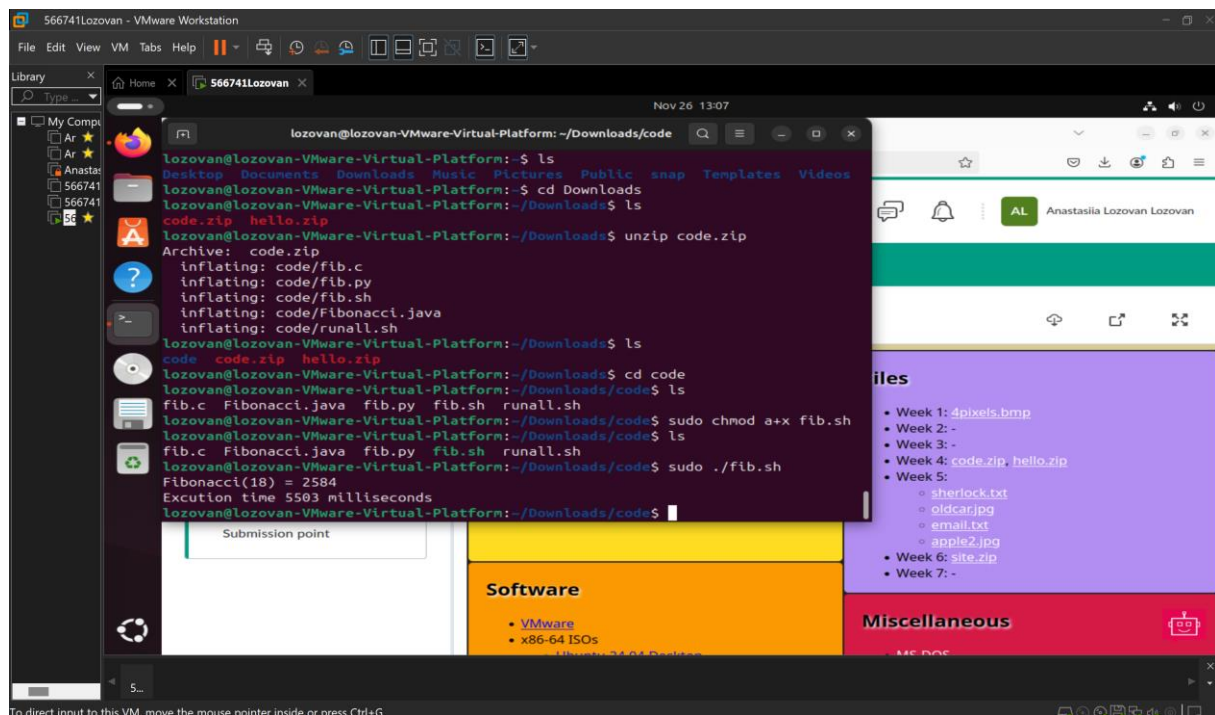 566741Lozovan - VMware Workstation
File Edit View VM Tabs Help
Library
Type ...
Home
566741Lozovan
My Compu
Ar
Ar
Anastas
566741
566741
56
Nov 26 13:07
lozovan@lozovan-VMware-Virtual-Platform: ~/Downloads/code
lozovan@lozovan-VMware-Virtual-Platform:~$ ls
Desktop Documents Downloads Music Pictures Public snap Templates Videos
lozovan@lozovan-VMware-Virtual-Platform:~$ cd Downloads
lozovan@lozovan-VMware-Virtual-Platform:~/Downloads$ ls
code.zip hello.zip
lozovan@lozovan-VMware-Virtual-Platform:~/Downloads$ unzip code.zip
Archive: code.zip
inflating: code/fib.c
inflating: code/fib.py
inflating: code/fib.sh
inflating: code/Fibonacci.java
inflating: code/runall.sh
lozovan@lozovan-VMware-Virtual-Platform:~/Downloads$ ls
code code.zip hello.zip
lozovan@lozovan-VMware-Virtual-Platform:~/Downloads$ cd code
lozovan@lozovan-VMware-Virtual-Platform:~/Downloads/code$ ls
fib.c Fibonacci.java fib.py fib.sh runall.sh
lozovan@lozovan-VMware-Virtual-Platform:~/Downloads/code$ sudo chmod a+x fib.sh
lozovan@lozovan-VMware-Virtual-Platform:~/Downloads/code$ ls
fib.c Fibonacci.java fib.py fib.sh runall.sh
lozovan@lozovan-VMware-Virtual-Platform:~/Downloads/code$ sudo ./fib.sh
Fibonacci(18) = 2584
Excution time 5503 milliseconds
lozovan@lozovan-VMware-Virtual-Platform:~/Downloads/code$
AL Anastasiia Lozovan Lozovan
Submission point
Software
VMware
x86-64 ISOs
Ubuntu 24.04 Desktop
iles
Week 1: 4pixels.bmp
Week 2: -
Week 3: -
Week 4: code.zip, hello.zip
Week 5:
sherlock.txt
oldcar.jpg
email.txt
apple2.jpg
Week 6: site.zip
Week 7: -
Miscellaneous
MS DOS
5...
To direct input to this VM, move the mouse pointer inside or press Ctrl+G.